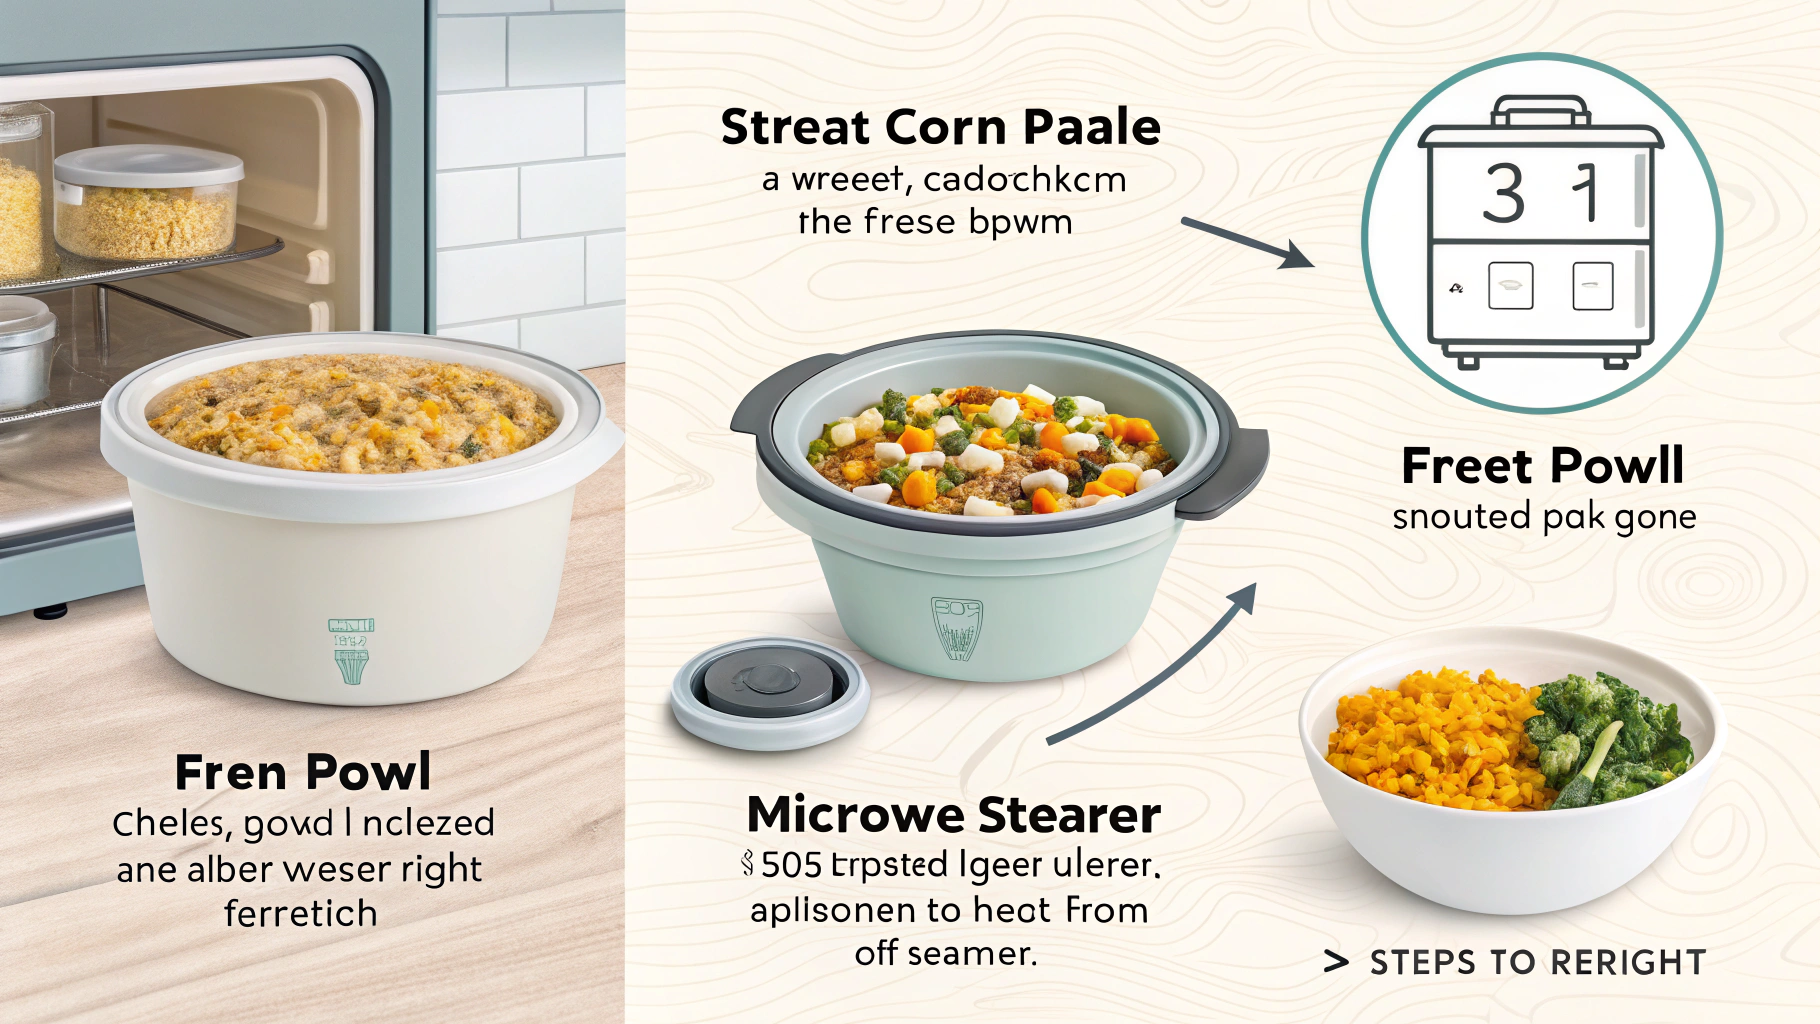 Streat Corn Paale
a wreeet, cadochkcm
the frese bpwm
3 1
Freet Powll
snouted pak gone
Fren Powl
Cheles, govd I nclezed
ane alber weser right
ferretich
Microwe Stearer
505 Erpsted lgeer ulerer.
aplisonen to heot From
off seamer.
> STEPS TO RERIGHT